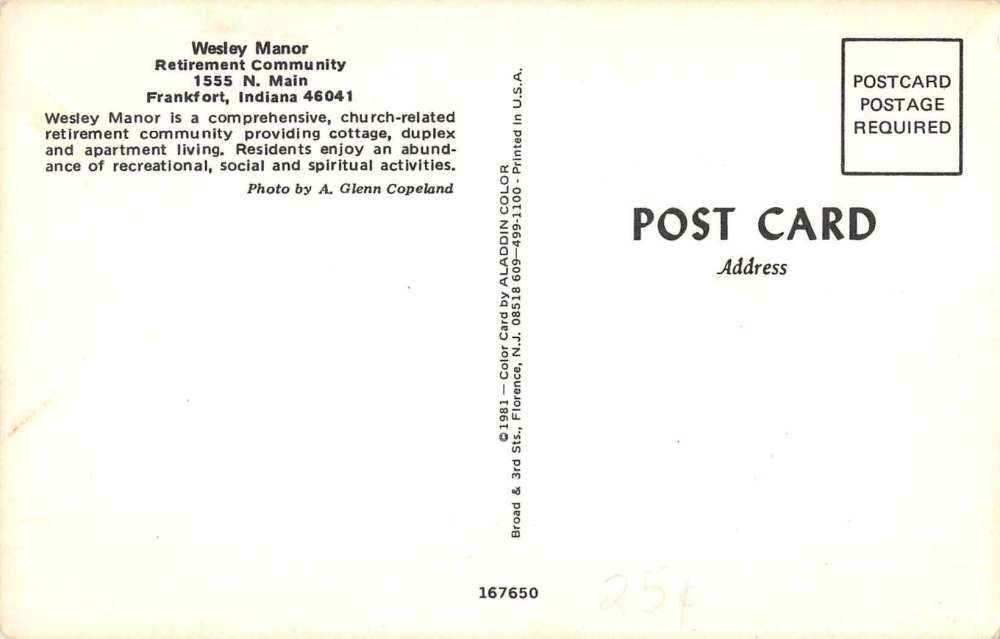 Wesley Manor
Retirement Community
1555 N. Main
Frankfort, Indiana 46041
Wesley Manor is a comprehensive, church-related
retirement community providing cottage, duplex
and apartment living. Residents enjoy an abund-
ance of recreational, social and spiritual activities.
Photo by A. Glenn Copeland
©1981 — Color Card by ALADDIN COLOR
Broad & 3rd Sts., Florence, N.J. 08518 609—499-1100 - Printed in U.S.A.
POSTCARD
POSTAGE
REQUIRED
POST CARD
Address
167650
25¢